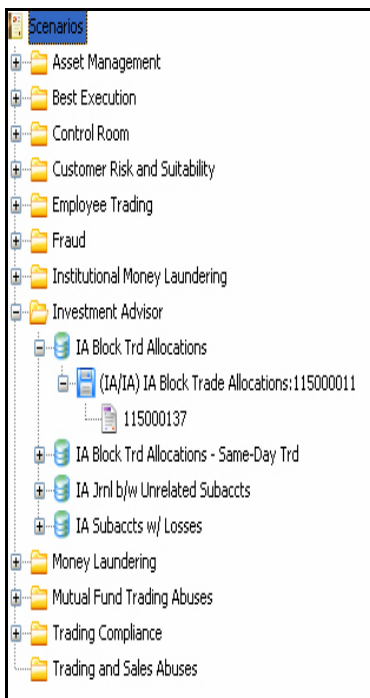 Scenarios
Asset Management
Best Execution
Control Room
Customer Risk and Suitability
Employee Trading
Fraud
Institutional Money Laundering
Investment Advisor
IA Block Trd Allocations
(IA/IA) IA Block Trade Allocations:115000011
115000137
IA Block Trd Allocations - Same-Day Trd
IA Jrnl b/w Unrelated Subaccts
IA Subaccts w/ Losses
Money Laundering
Mutual Fund Trading Abuses
Trading Compliance
Trading and Sales Abuses